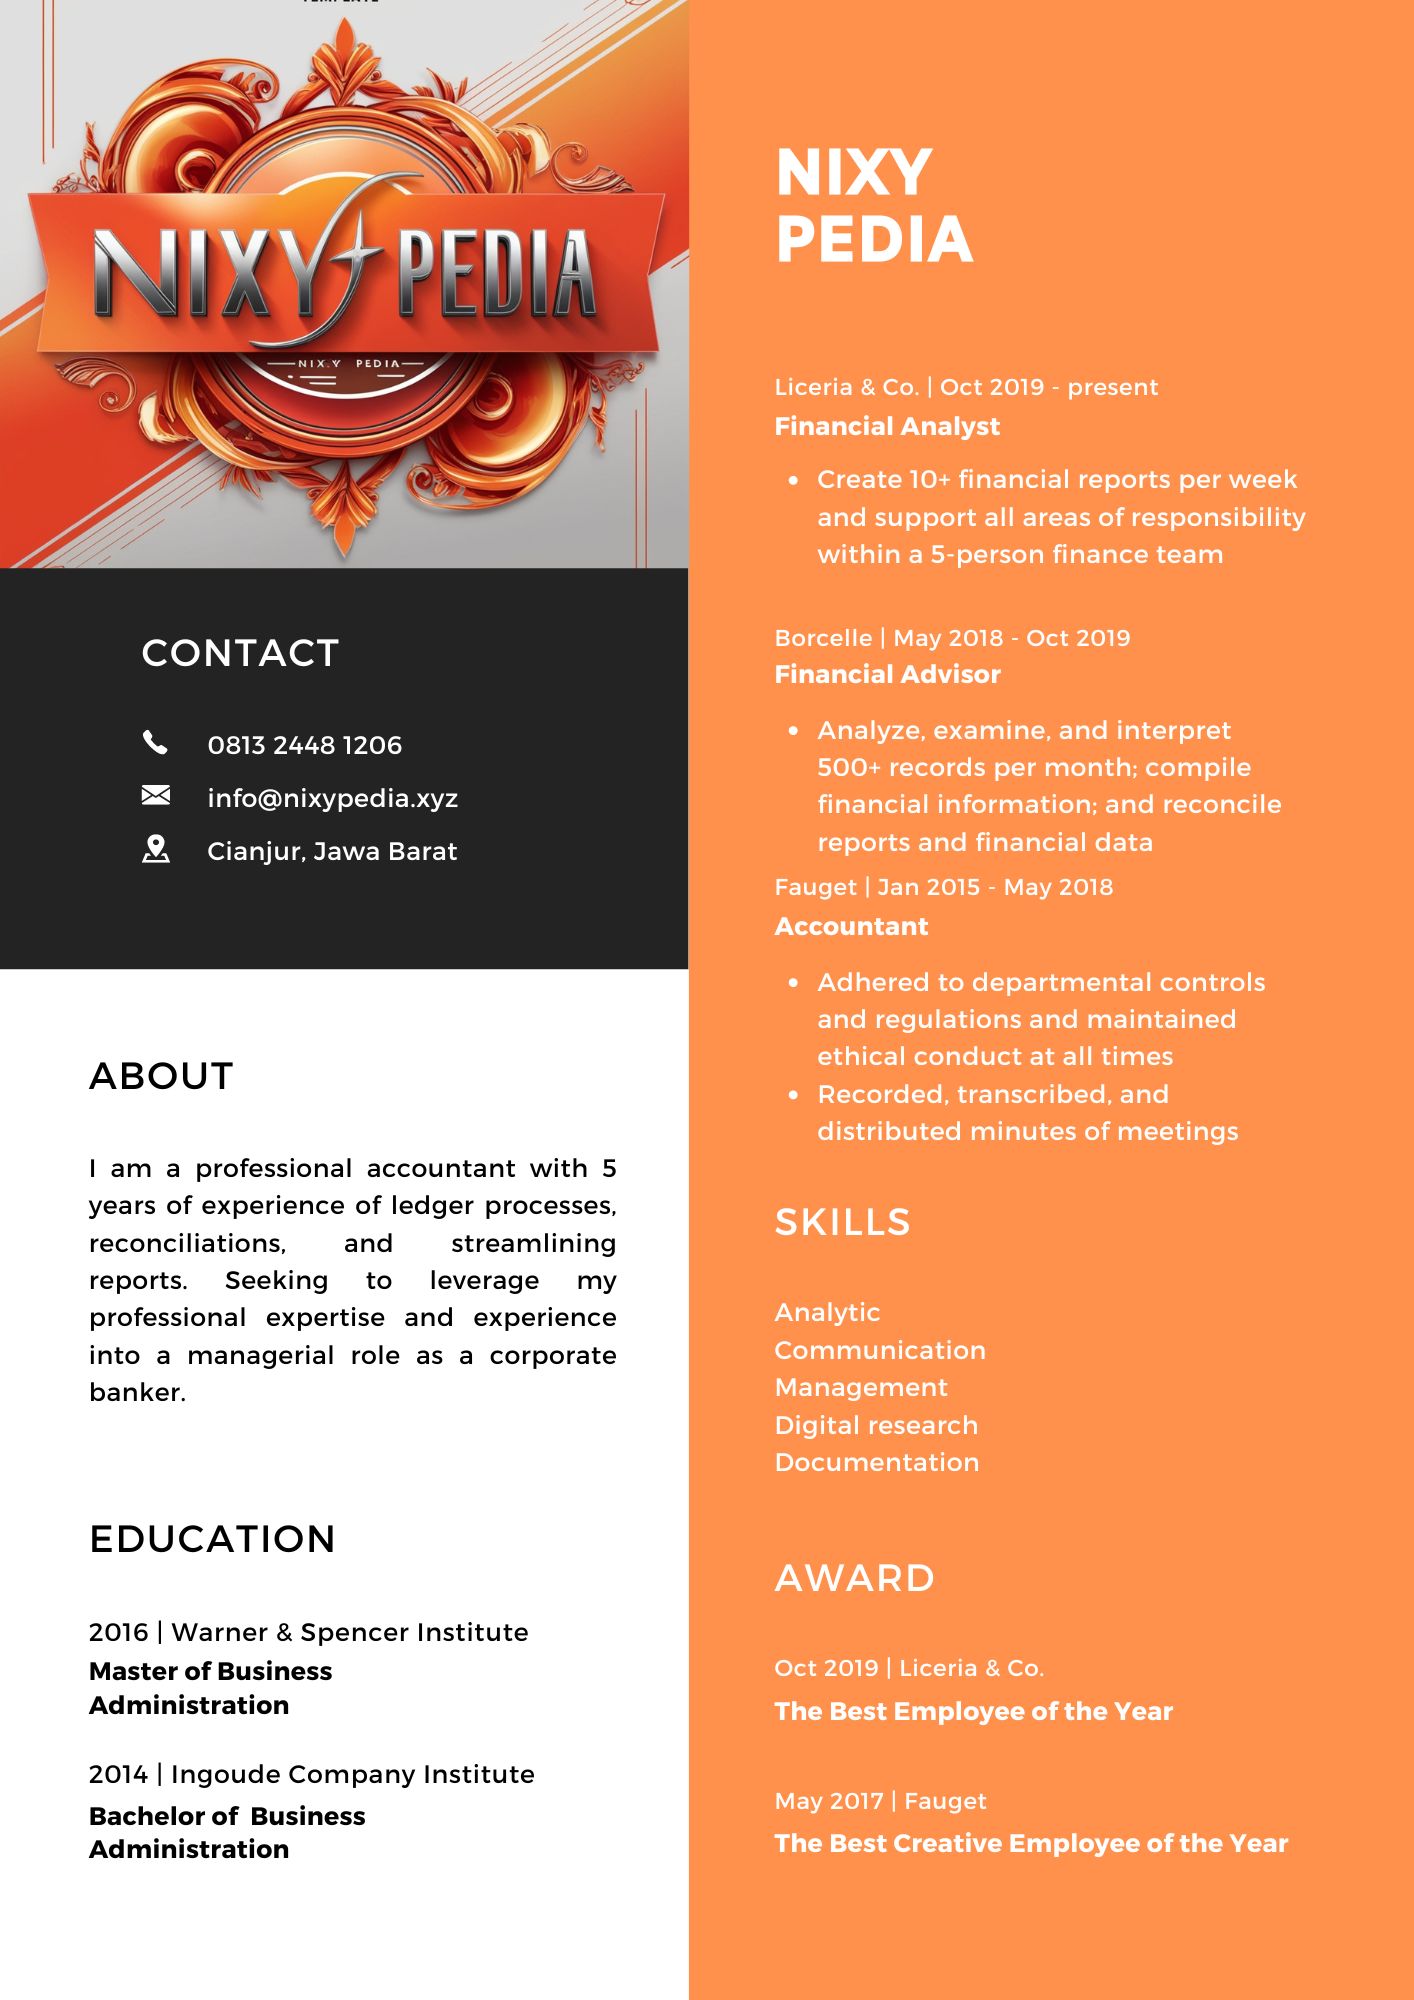 TEMPLATE
NIXY PEDIA
NIX.Y PEDIA
CONTACT
0813 2448 1206
info@nixypedia.xyz
Cianjur, Jawa Barat
ABOUT
I am a professional accountant with 5
years of experience of ledger processes,
reconciliations, and streamlining
reports. Seeking to leverage my
professional expertise and experience
into a managerial role as a corporate
banker.
EDUCATION
2016 | Warner & Spencer Institute
Master of Business
Administration
2014 | Ingoude Company Institute
Bachelor of Business
Administration
NIXY
PEDIA
Liceria & Co. | Oct 2019 - present
Financial Analyst
• Create 10+ financial reports per week
and support all areas of responsibility
within a 5-person finance team
Borcelle | May 2018 - Oct 2019
Financial Advisor
• Analyze, examine, and interpret
500+ records per month; compile
financial information; and reconcile
reports and financial data
Fauget | Jan 2015 - May 2018
Accountant
• Adhered to departmental controls
and regulations and maintained
ethical conduct at all times
• Recorded, transcribed, and
distributed minutes of meetings
SKILLS
Analytic
Communication
Management
Digital research
Documentation
AWARD
Oct 2019 | Liceria & Co.
The Best Employee of the Year
May 2017 | Fauget
The Best Creative Employee of the Year